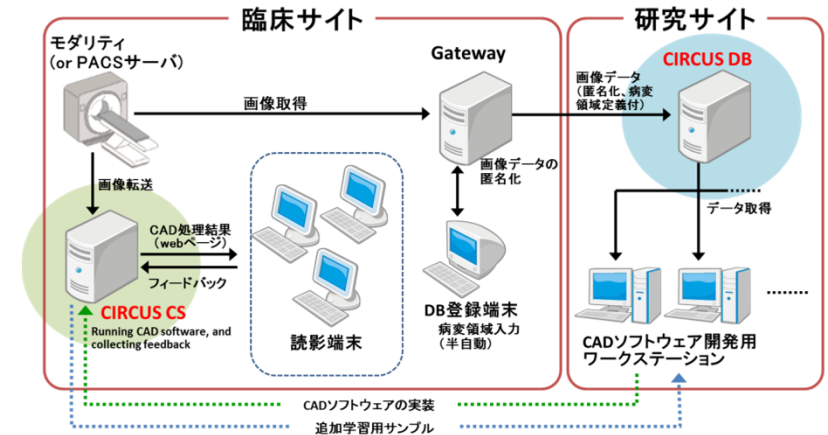 臨床サイト
研究サイト
モダリティ
(or PACSサーバ)
Gateway
CIRCUS DB
画像取得
画像データ
(匿名化、病変
領域定義付)
画像データの
匿名化
画像転送
データ取得
CAD処理結果
(webページ)
フィードバック
CIRCUS CS
Running CAD software, and
collecting feedback
読影端末
DB登録端末
病変領域入力
(半自動)
CADソフトウェア開発用
ワークステーション
CADソフトウェアの実装
追加学習用サンプル